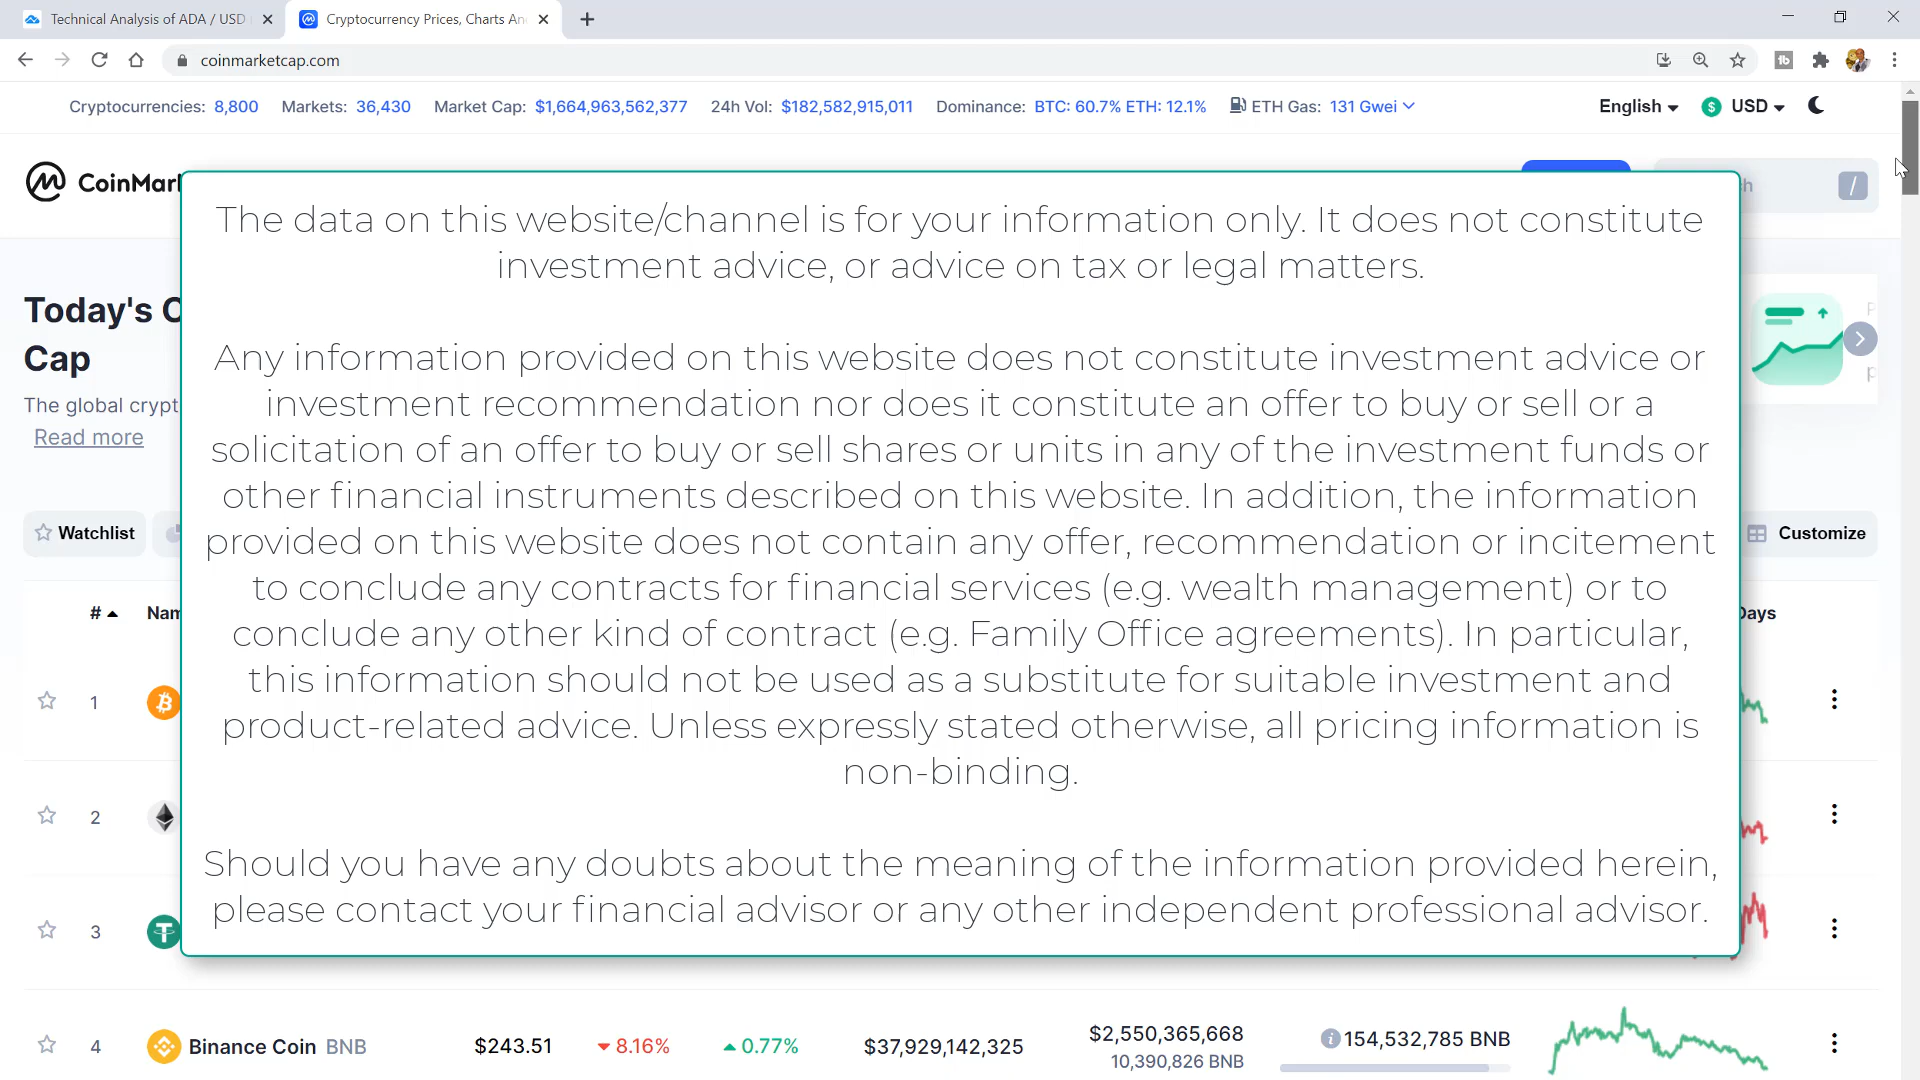 Technical Analysis of ADA / USD
Cryptocurrency Prices, Charts An
coinmarketcap.com
Cryptocurrencies: 8,800 Markets: 36,430 Market Cap: $1,664,963,562,377 24h Vol: $182,582,915,011 Dominance: BTC: 60.7% ETH: 12.1% ETH Gas: 131 Gwei English USD
CoinMar
/
The data on this website/channel is for your information only. It does not constitute
investment advice, or advice on tax or legal matters.
Today's C
Cap
The global crypt
Read more
Any information provided on this website does not constitute investment advice or
investment recommendation nor does it constitute an offer to buy or sell or a
solicitation of an offer to buy or sell shares or units in any of the investment funds or
other financial instruments described on this website. In addition, the information
provided on this website does not contain any offer, recommendation or incitement
to conclude any contracts for financial services (e.g. wealth management) or to
conclude any other kind of contract (e.g. Family Office agreements). In particular,
this information should not be used as a substitute for suitable investment and
product-related advice. Unless expressly stated otherwise, all pricing information is
non-binding.
Should you have any doubts about the meaning of the information provided herein,
please contact your financial advisor or any other independent professional advisor.
Watchlist
Customize
# Nam
Days
1
2
3
4 Binance Coin BNB $243.51 8.16% 0.77% $37,929,142,325 $2,550,365,668 154,532,785 BNB
10,390,826 BNB